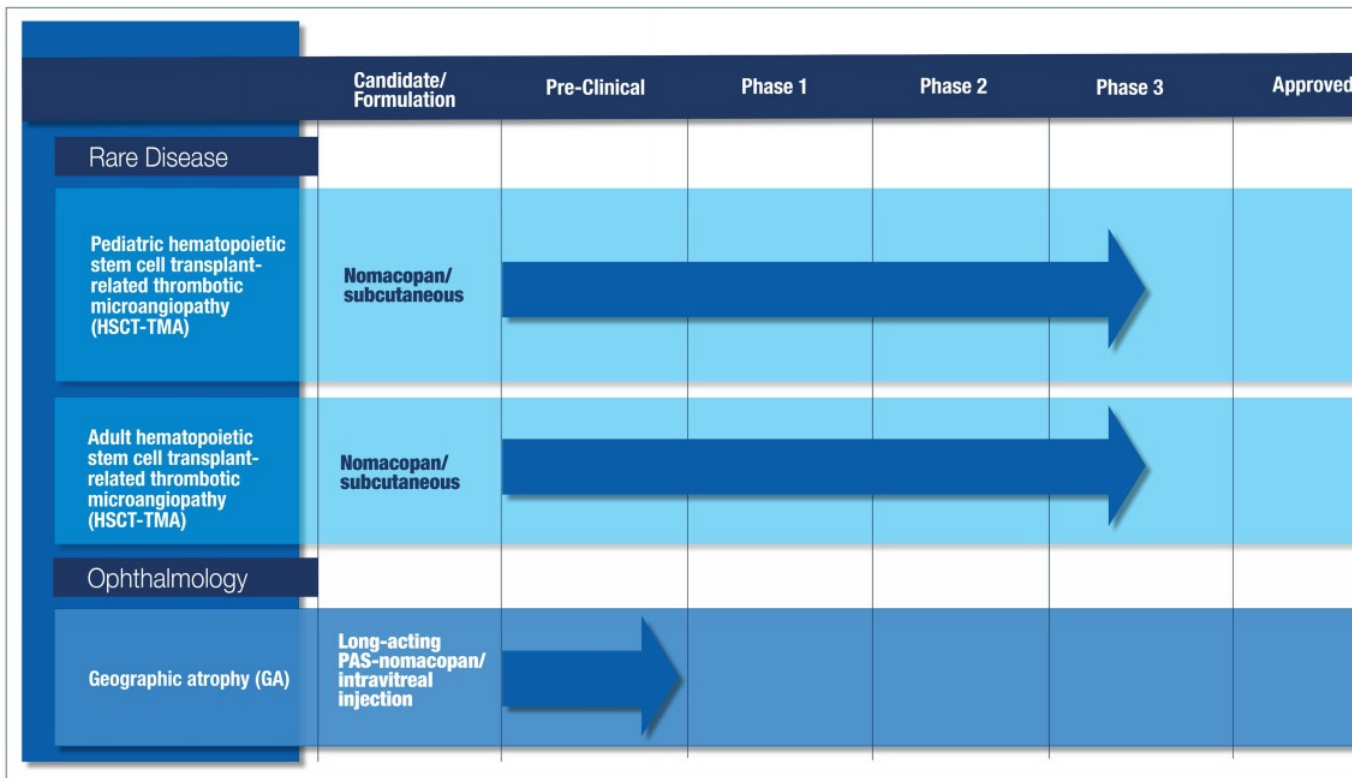 Candidate/
Formulation
Pre-Clinical
Phase 1
Phase 2
Phase 3
Approved
Rare Disease
Pediatric hematopoietic
stem cell transplant-
related thrombotic
microangiopathy
(HSCT-TMA)
Nomacopan/
subcutaneous
Adult hematopoietic
stem cell transplant-
related thrombotic
microangiopathy
(HSCT-TMA)
Nomacopan/
subcutaneous
Ophthalmology
Geographic atrophy (GA)
Long-acting
PAS-nomacopan/
intravitreal
injection